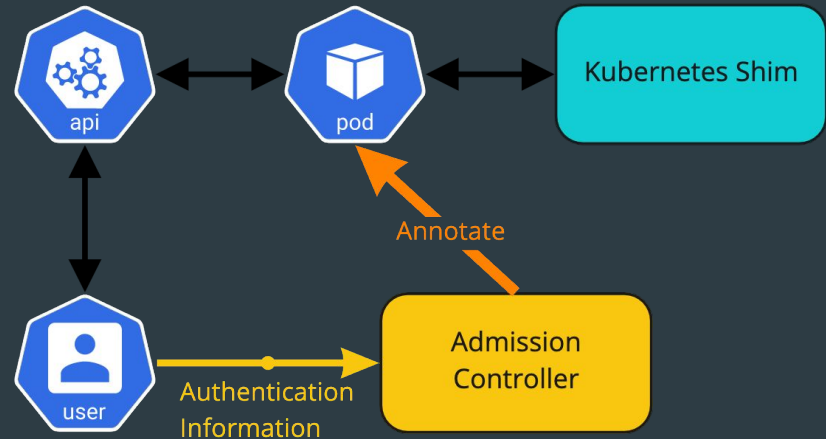 api
pod
Kubernetes Shim
Annotate
user
Authentication
Information
Admission
Controller